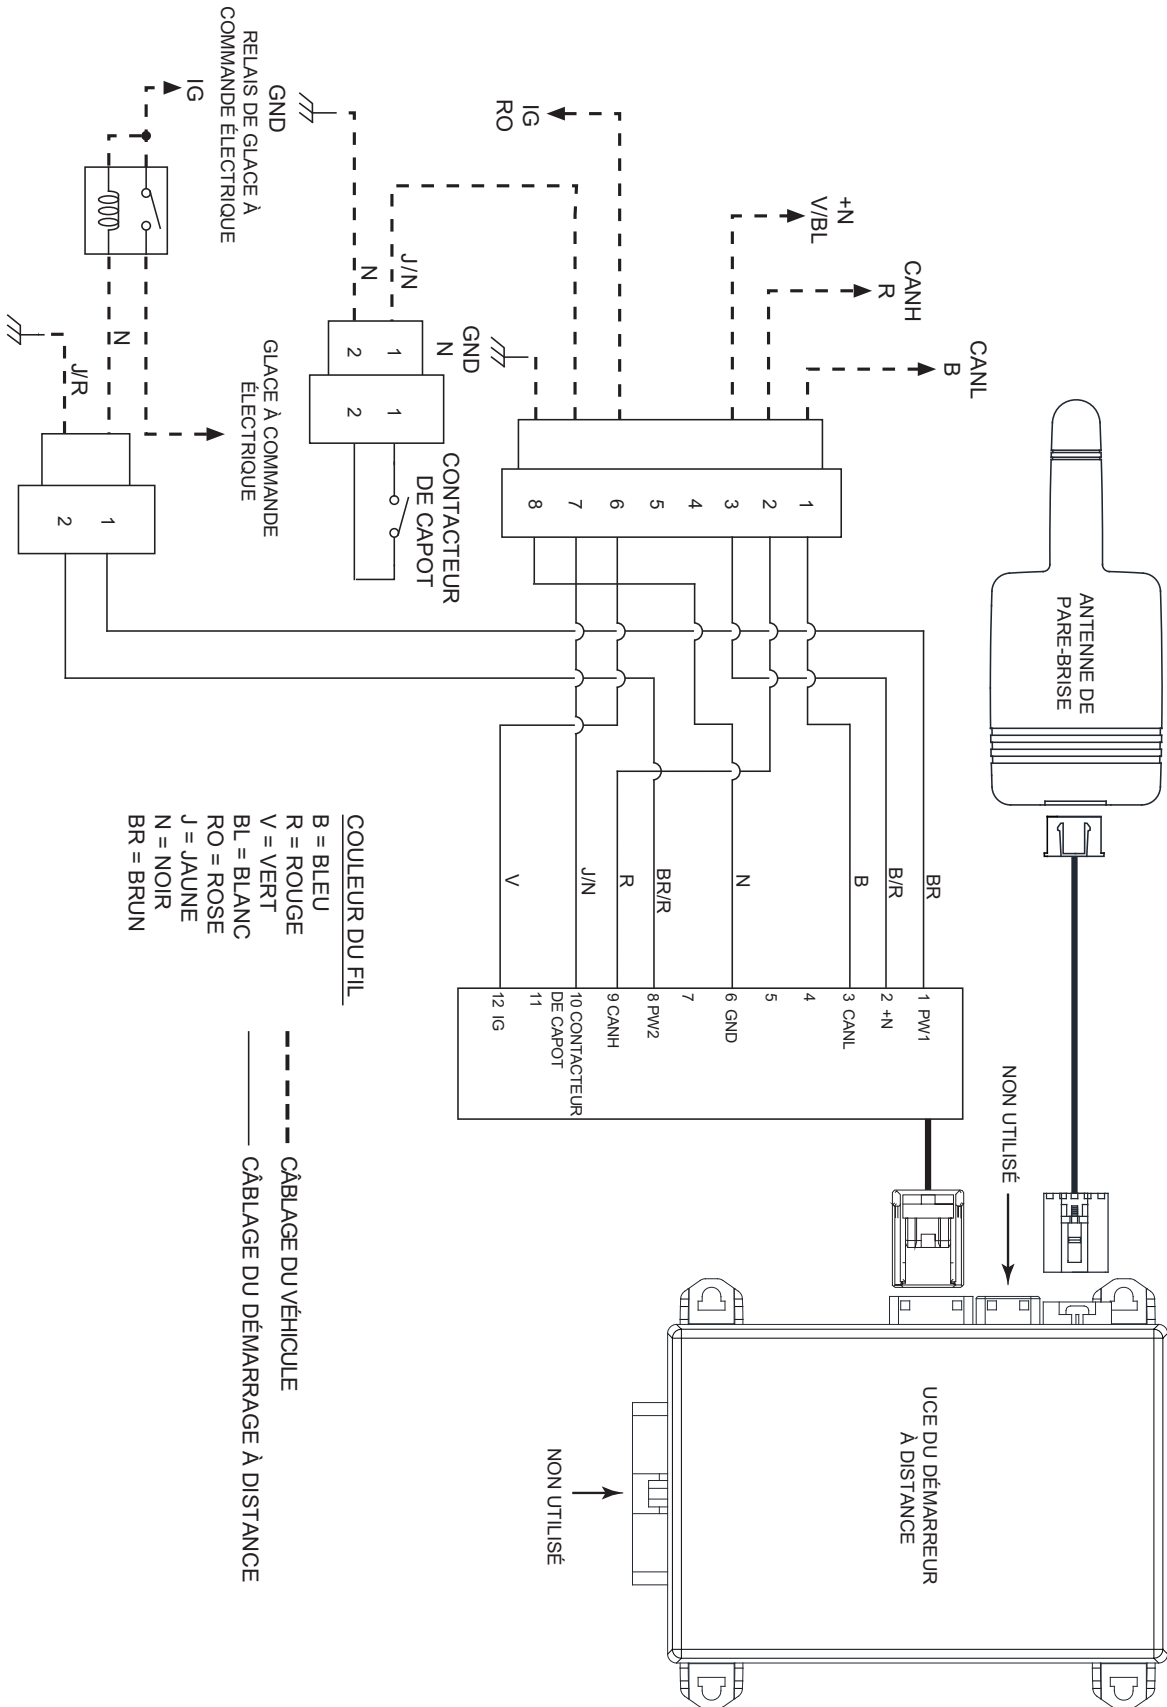 ANTENNE DE
PARE-BRISE
NON UTILISÉ
UCE DU DÉMARREUR
À DISTANCE
NON UTILISÉ
CANL
B
CANH
R
+N
V/BL
IG
RO
GND
N
1
2
3
4
5
6
7
8
BR
B/R
B
N
BR/R
R
J/N
V
1 PW1
2 +N
3 CANL
4
5
6 GND
7
8 PW2
9 CANH
10 CONTACTEUR
DE CAPOT
11
12 IG
J/N
N
1
2
1
2
CONTACTEUR
DE CAPOT
GND
IG
RELAIS DE GLACE À
COMMANDE ÉLECTRIQUE
N
J/R
GLACE À COMMANDE
ÉLECTRIQUE
1
2
COULEUR DU FIL
B = BLEU
R = ROUGE
V = VERT
BL = BLANC
RO = ROSE
J = JAUNE
N = NOIR
BR = BRUN
CÂBLAGE DU VÉHICULE
CÂBLAGE DU DÉMARRAGE À DISTANCE